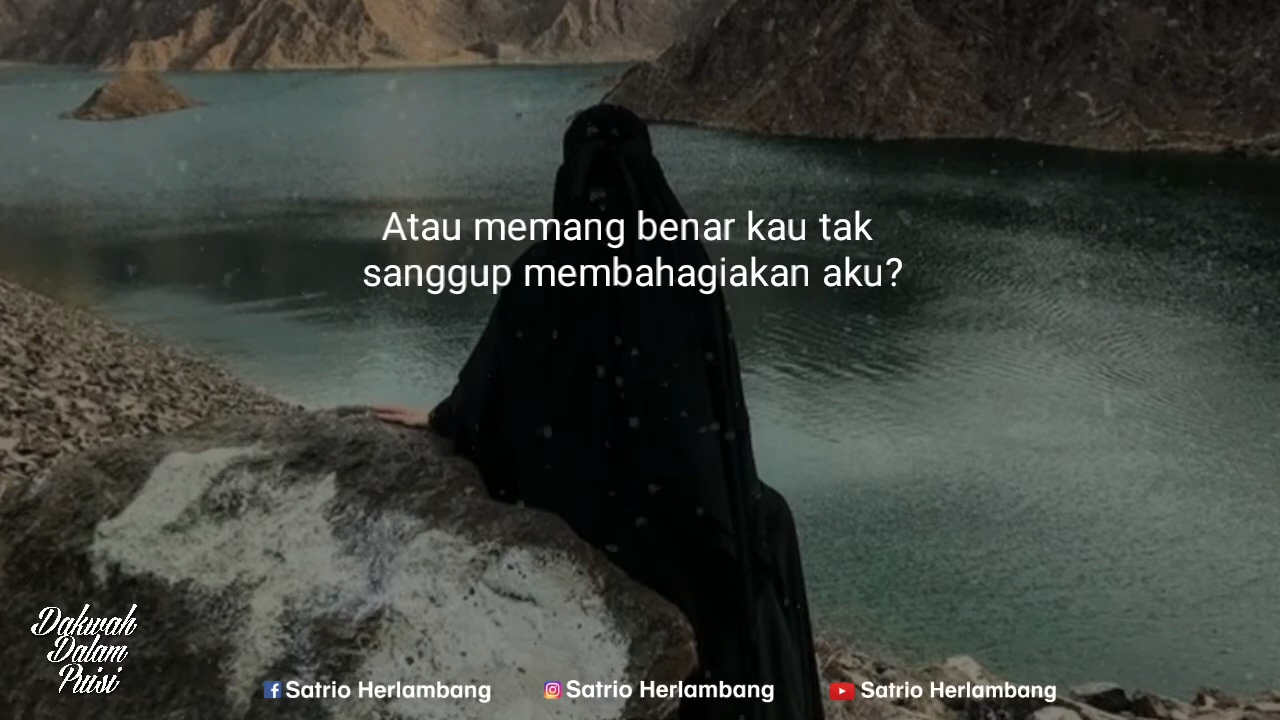 Atau memang benar kau tak
sanggup membahagiakan aku?
Dakwah
Dalam
Puisi
Satrio Herlambang
Satrio Herlambang
Satrio Herlambang